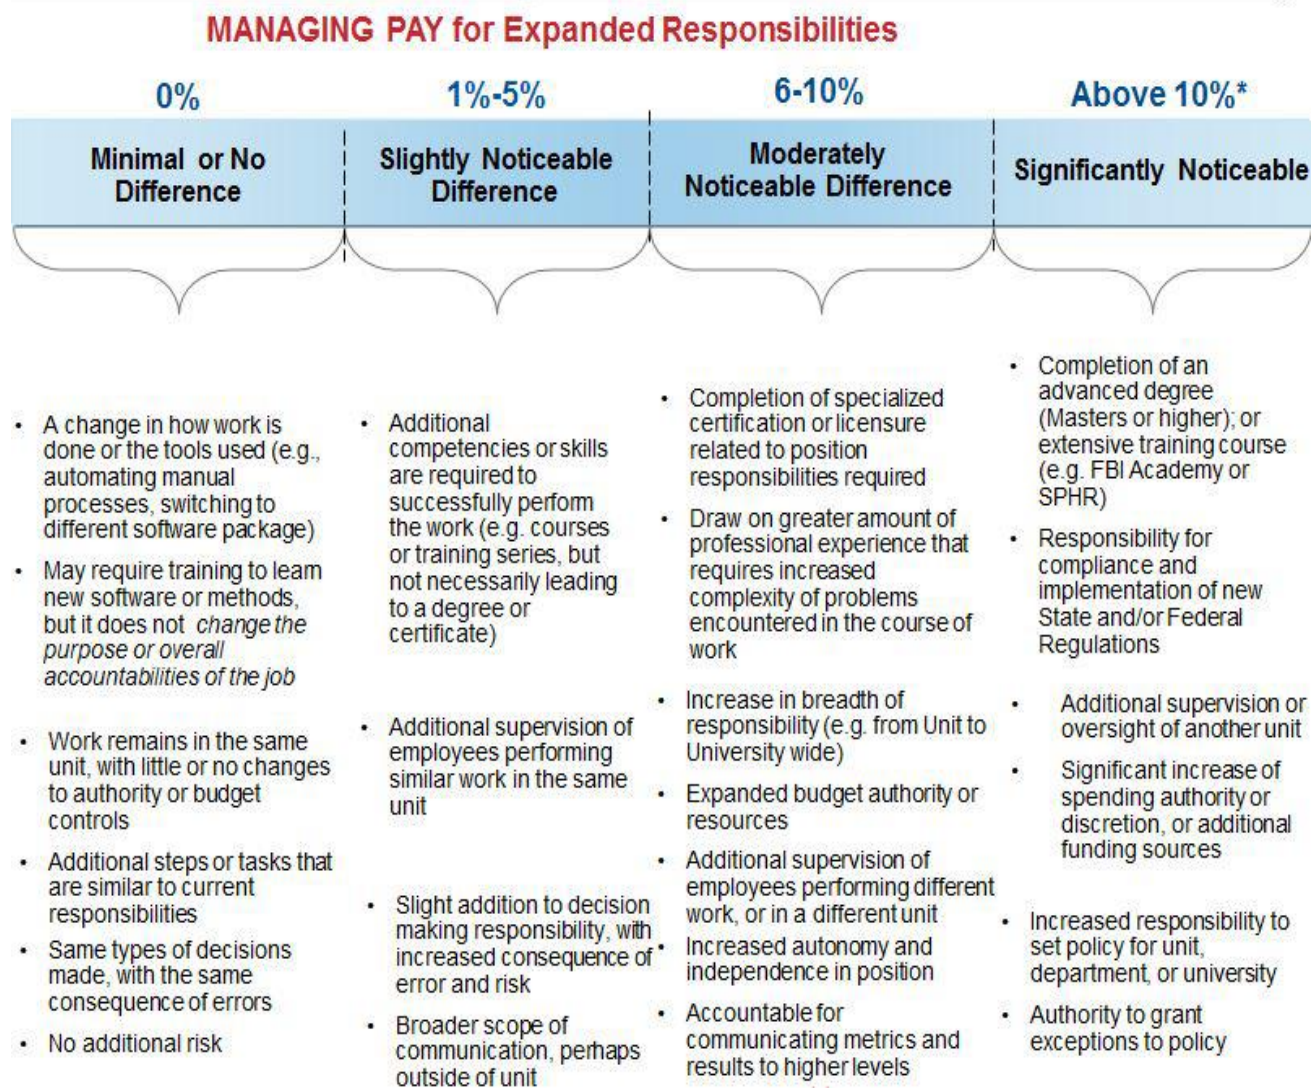 MANAGING PAY for Expanded Responsibilities
0%
1%-5%
6-10%
Above 10%*
Minimal or No
Difference
Slightly Noticeable
Difference
Moderately
Noticeable Difference
Significantly Noticeable
• A change in how work is
done or the tools used (e.g.,
automating manual
processes, switching to
different software package)
• May require training to learn
new software or methods,
but it does not change the
purpose or overall
accountabilities of the job
• Work remains in the same
unit, with little or no changes
to authority or budget
controls
• Additional steps or tasks that
are similar to current
responsibilities
• Same types of decisions
made, with the same
consequence of errors
• No additional risk
• Additional
competencies or skills
are required to
successfully perform
the work (e.g. courses
or training series, but
not necessarily leading
to a degree or
certificate)
• Additional supervision of
employees performing
similar work in the same
unit
• Slight addition to decision
making responsibility, with
increased consequence of
error and risk
• Broader scope of
communication, perhaps
outside of unit
• Completion of specialized
certification or licensure
related to position
responsibilities required
• Draw on greater amount of
professional experience that
requires increased
complexity of problems
encountered in the course of
work
• Increase in breadth of
responsibility (e.g. from Unit to
University wide)
• Expanded budget authority or
resources
• Additional supervision of
employees performing different
work, or in a different unit
• Increased autonomy and
independence in position
• Accountable for
communicating metrics and
results to higher levels
• Completion of an
advanced degree
(Masters or higher); or
extensive training course
(e.g. FBI Academy or
SPHR)
• Responsibility for
compliance and
implementation of new
State and/or Federal
Regulations
• Additional supervision or
oversight of another unit
• Significant increase of
spending authority or
discretion, or additional
funding sources
• Increased responsibility to
set policy for unit,
department, or university
• Authority to grant
exceptions to policy